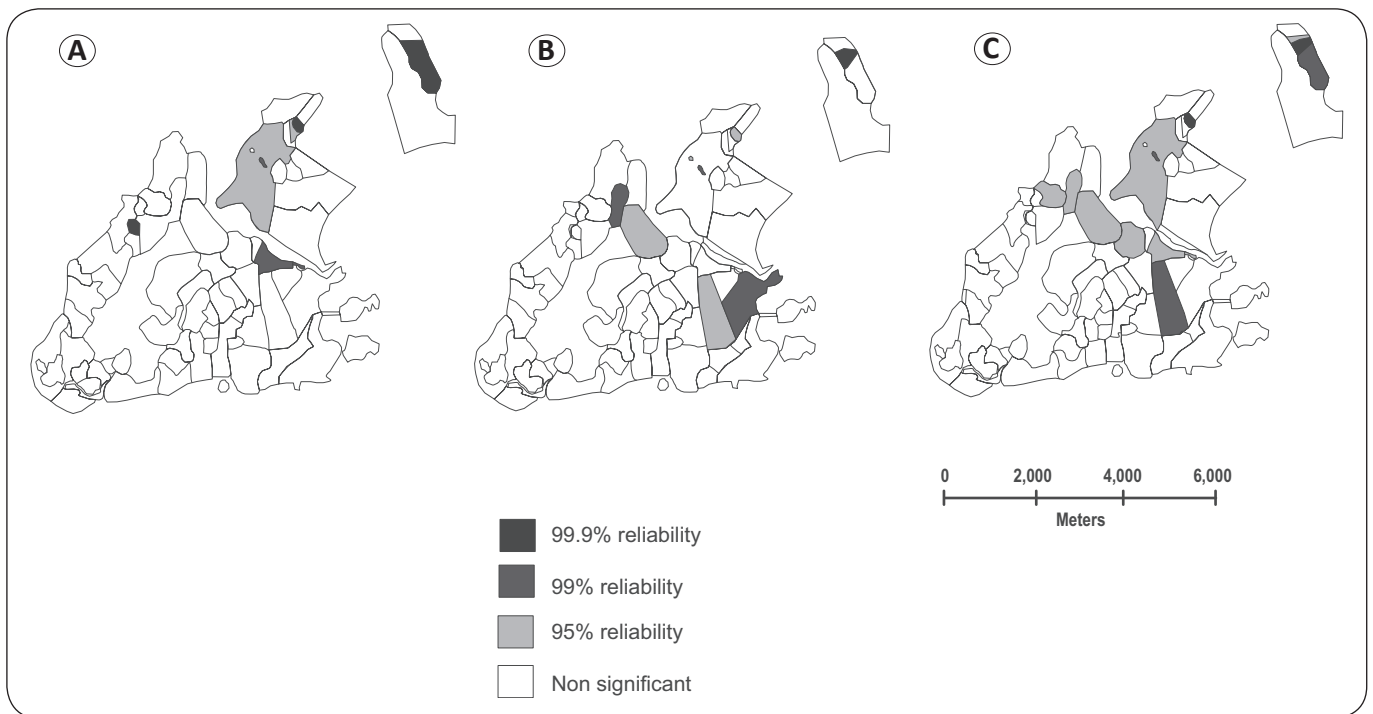 A
B
C
0 2,000 4,000 6,000
Meters
99.9% reliability
99% reliability
95% reliability
Non significant